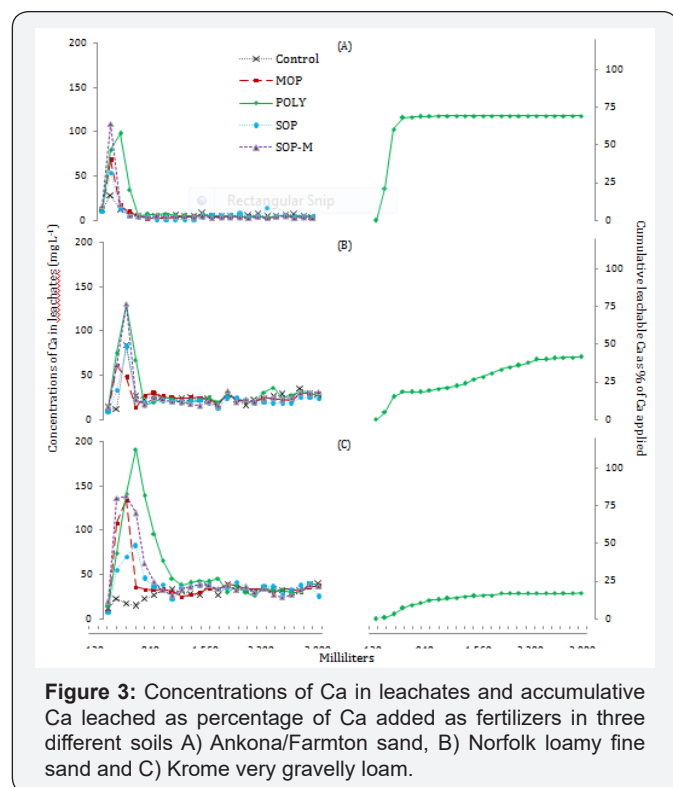 200
(A)
Control
MOP
POLY
SOP
SOP-M
150
100
50
0
100
75
50
25
0
Rectangular Snip
200
(B)
150
100
50
0
100
75
50
25
0
200
(C)
150
100
50
0
100
75
50
25
0
Concentrations of Ca in leachates (mg L-1)
Cumulative leachable Ca as % of Ca applied
Milliliters
Figure 3: Concentrations of Ca in leachates and accumulative
Ca leached as percentage of Ca added as fertilizers in three
different soils A) Ankona/Farmton sand, B) Norfolk loamy fine
sand and C) Krome very gravelly loam.